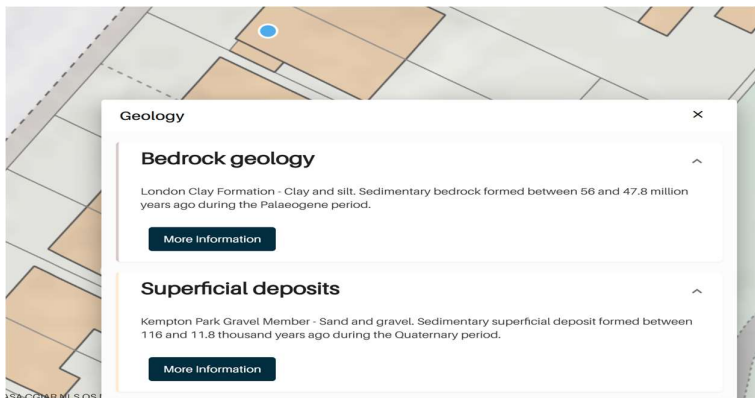 Geology
Bedrock geology
London Clay Formation - Clay and silt. Sedimentary bedrock formed between 56 and 47.8 million
years ago during the Palaeogene period.
More Information
Superficial deposits
Kempton Park Gravel Member - Sand and gravel. Sedimentary superficial deposit formed between
116 and 11.8 thousand years ago during the Quaternary period.
More Information